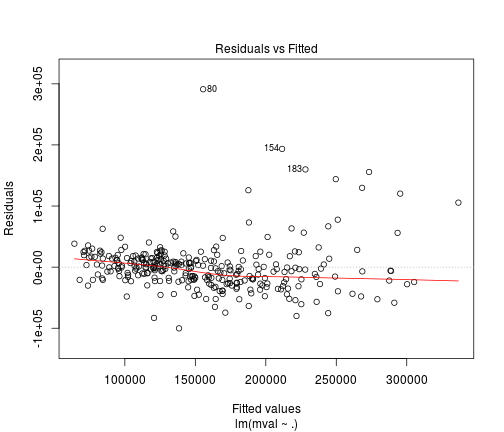 Residuals vs Fitted
Residuals
3e+05
2e+05
1e+05
0e+00
-1e+05
80
154
183
100000 150000 200000 250000 300000
Fitted values
lm(mval ~ .)